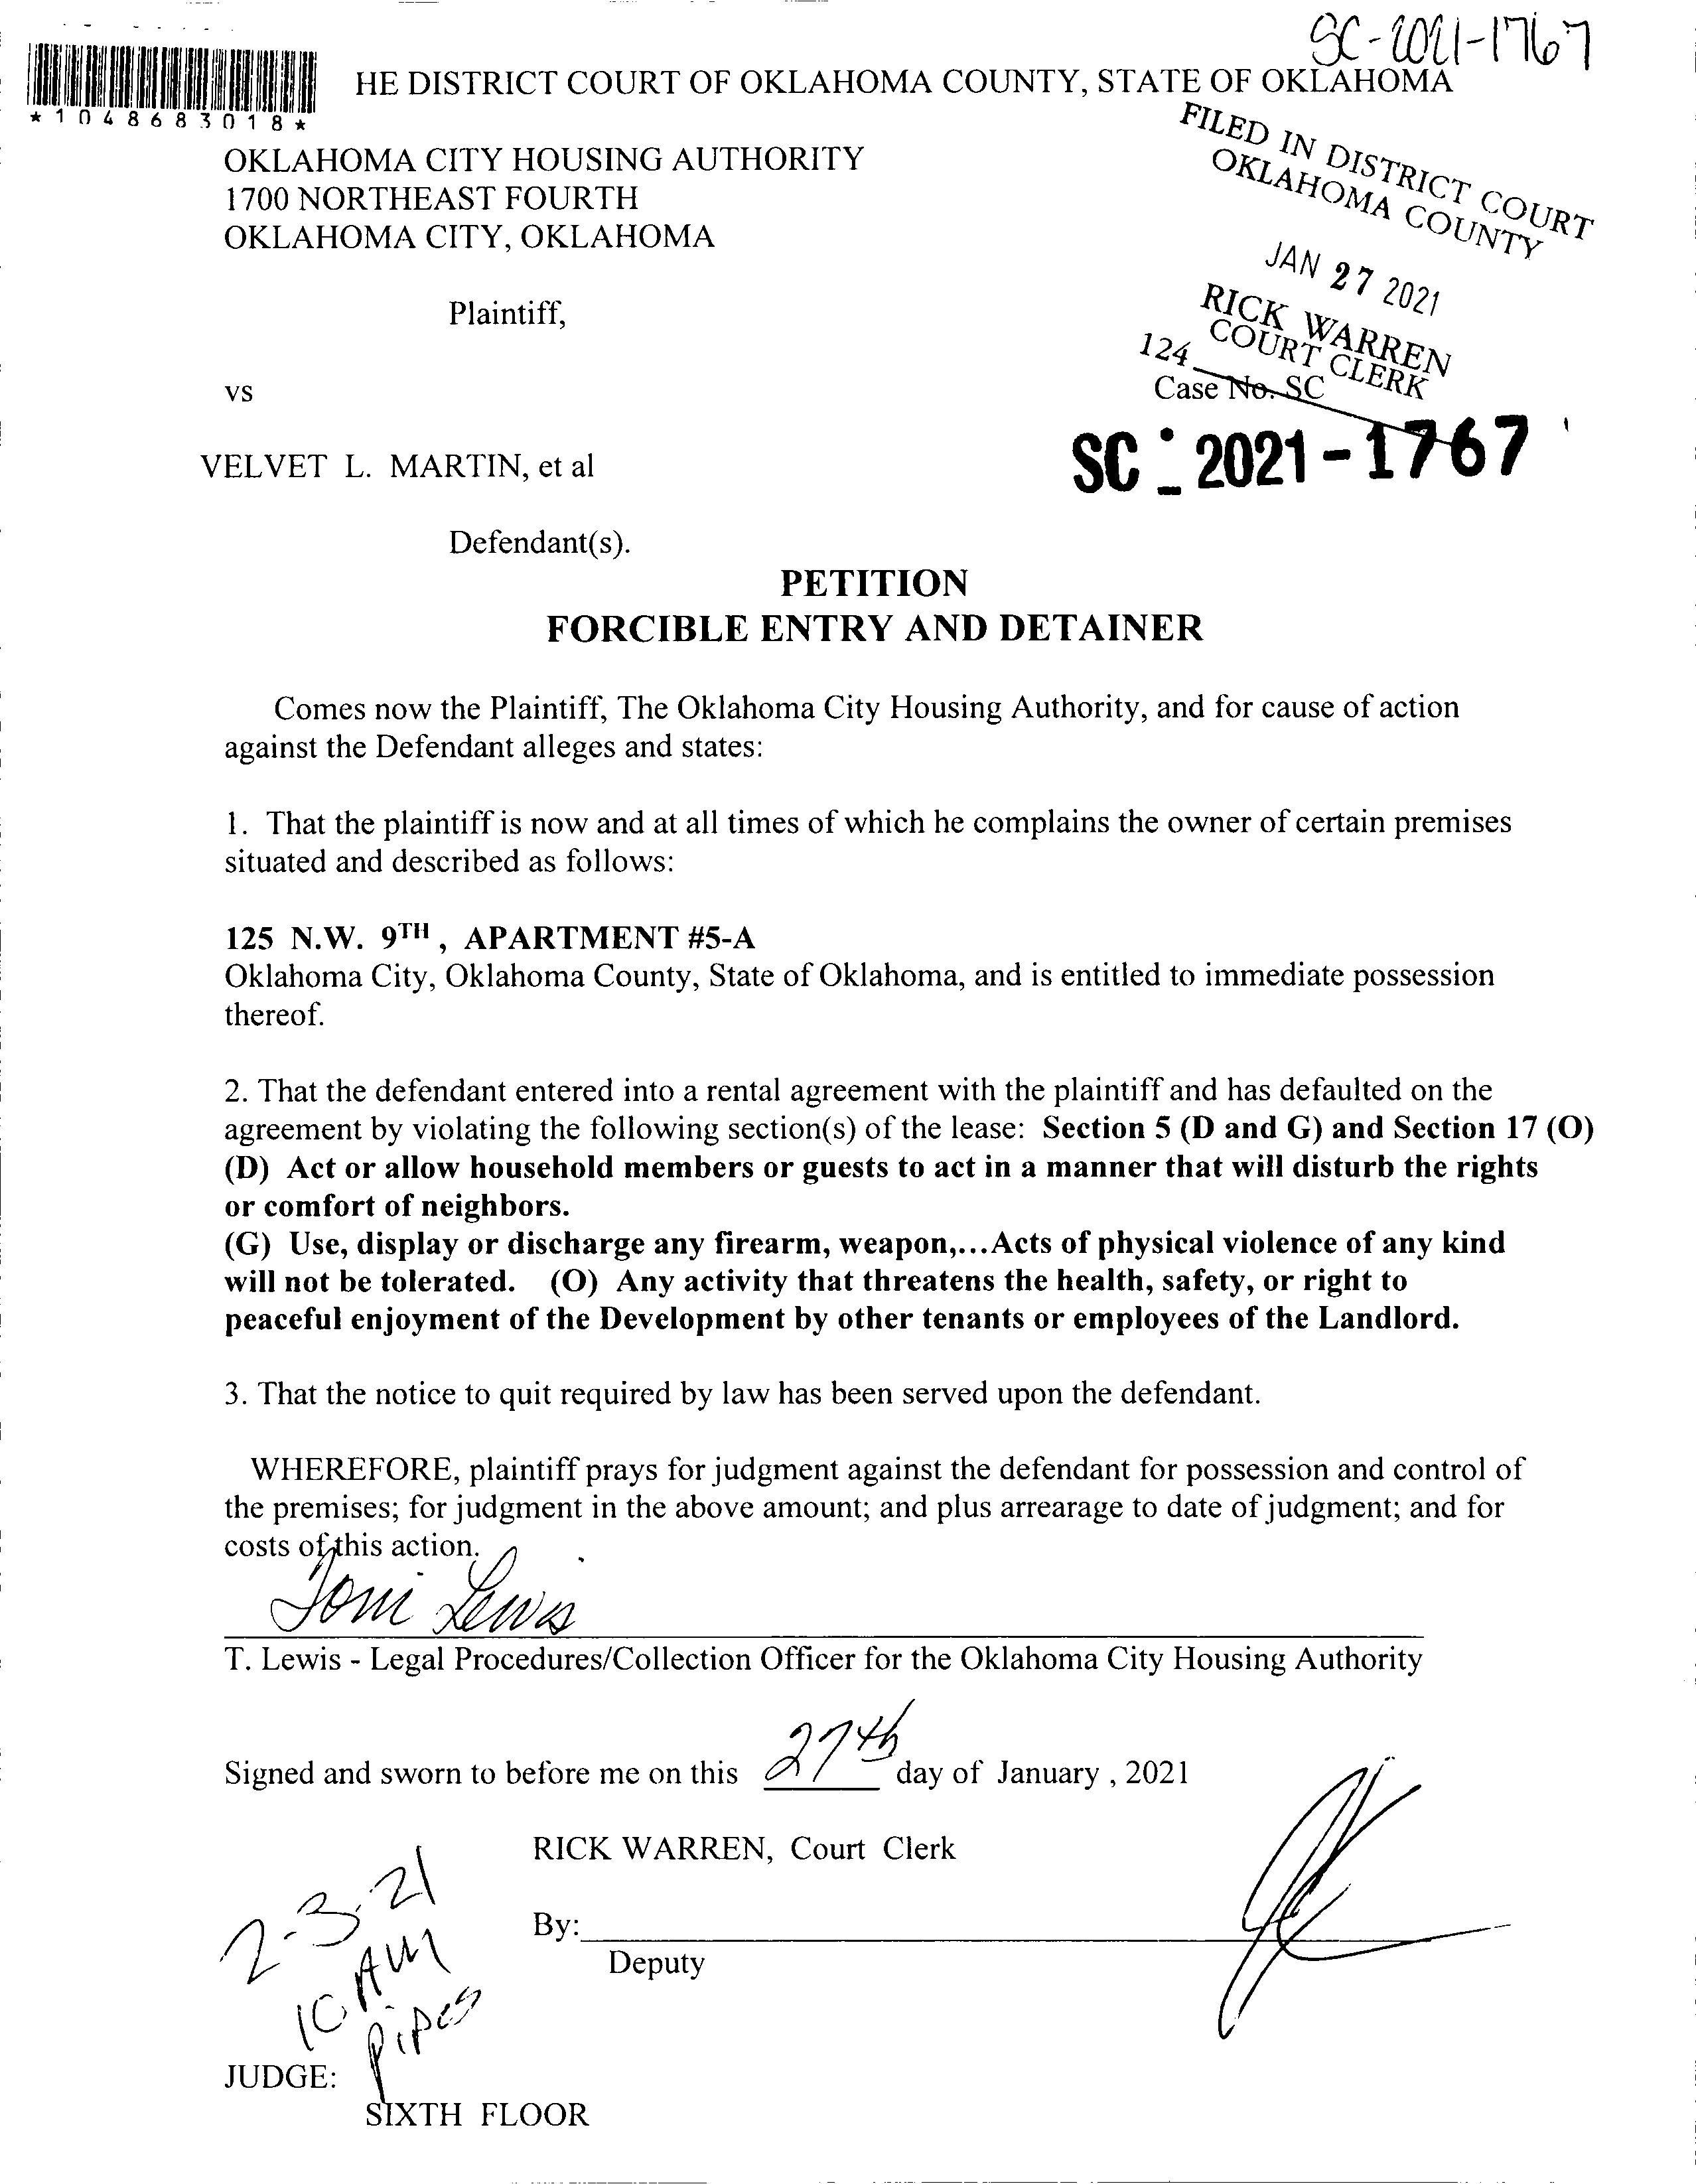 SC-2021-1767
HE DISTRICT COURT OF OKLAHOMA COUNTY, STATE OF OKLAHOMA
*1048683018*
FILED IN DISTRICT COURT
OKLAHOMA COUNTY
OKLAHOMA CITY HOUSING AUTHORITY
1700 NORTHEAST FOURTH
OKLAHOMA CITY, OKLAHOMA
JAN 27 2021
Plaintiff,
RICK WARREN
COURT CLERK
124
vs
Case No. SC
VELVET L. MARTIN, et al
SC - 2021-1767
Defendant(s).
PETITION
FORCIBLE ENTRY AND DETAINER
Comes now the Plaintiff, The Oklahoma City Housing Authority, and for cause of action
against the Defendant alleges and states:
1. That the plaintiff is now and at all times of which he complains the owner of certain premises
situated and described as follows:
125 N.W. 9TH , APARTMENT #5-A
Oklahoma City, Oklahoma County, State of Oklahoma, and is entitled to immediate possession
thereof.
2. That the defendant entered into a rental agreement with the plaintiff and has defaulted on the
agreement by violating the following section(s) of the lease: Section 5 (D and G) and Section 17 (O)
(D) Act or allow household members or guests to act in a manner that will disturb the rights
or comfort of neighbors.
(G) Use, display or discharge any firearm, weapon,...Acts of physical violence of any kind
will not be tolerated. (O) Any activity that threatens the health, safety, or right to
peaceful enjoyment of the Development by other tenants or employees of the Landlord.
3. That the notice to quit required by law has been served upon the defendant.
WHEREFORE, plaintiff prays for judgment against the defendant for possession and control of
the premises; for judgment in the above amount; and plus arrearage to date of judgment; and for
costs of this action.
Toni Lewis
T. Lewis - Legal Procedures/Collection Officer for the Oklahoma City Housing Authority
Signed and sworn to before me on this 27th day of January , 2021
RICK WARREN, Court Clerk
2-3-21
By:
10 AM
Deputy
Pipes
JUDGE:
SIXTH FLOOR